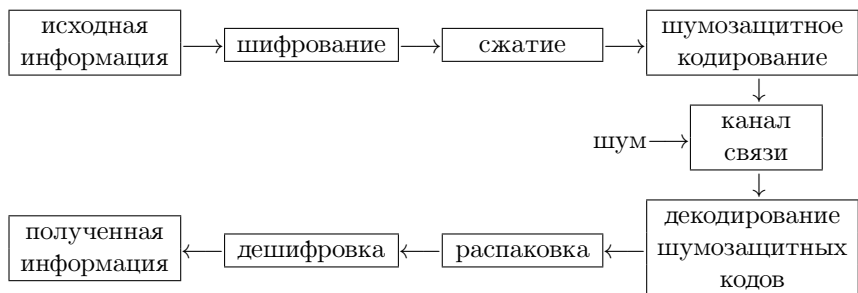 исходная
информация
шифрование
сжатие
шумозащитное
кодирование
шум
канал
связи
полученная
информация
дешифровка
распаковка
декодирование
шумозащитных
кодов